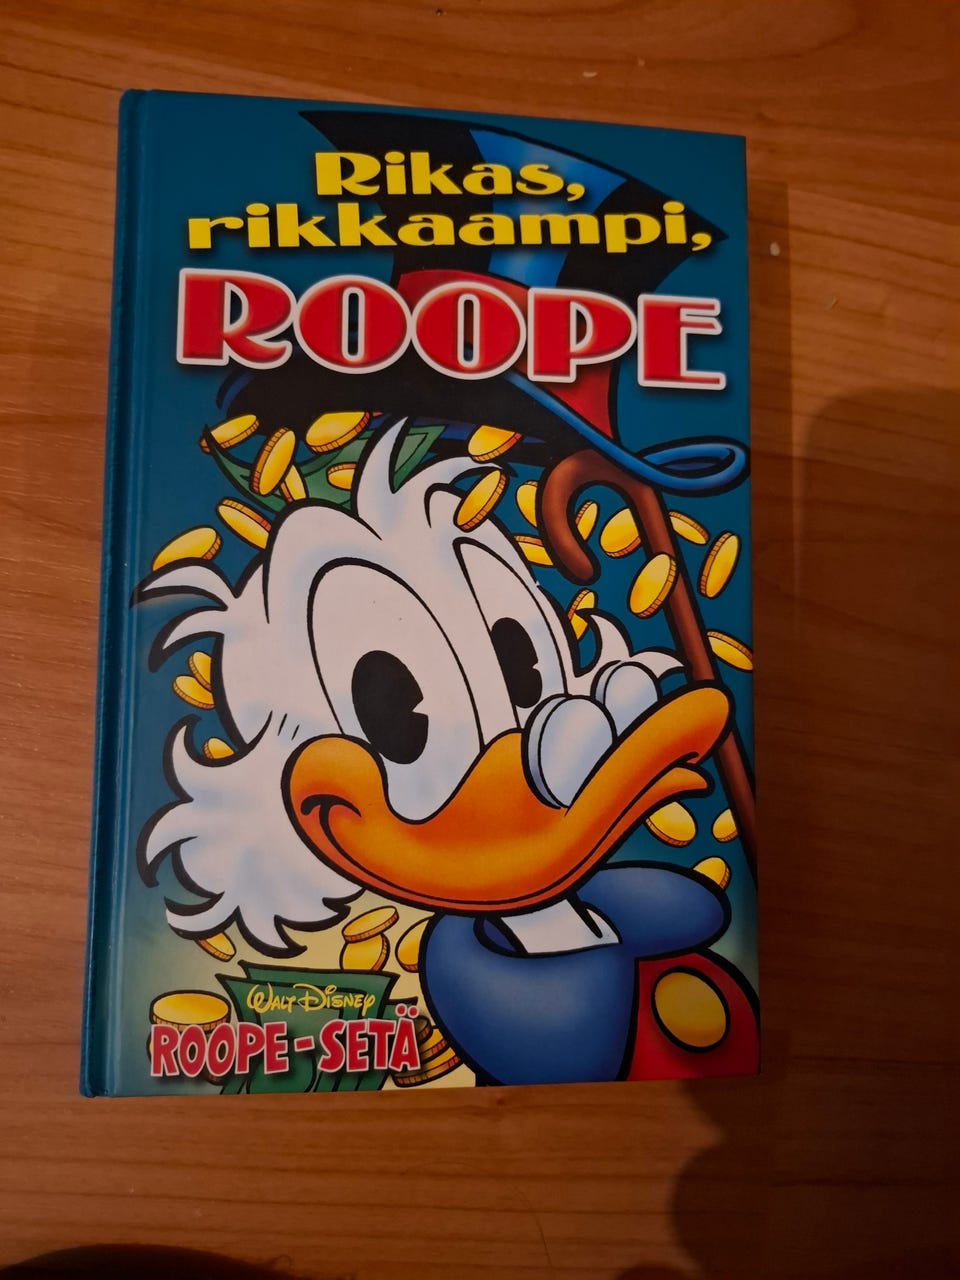 Rikas,
rikkaampi,
ROOPE
WALT DISNEY
ROOPE-SETÄ